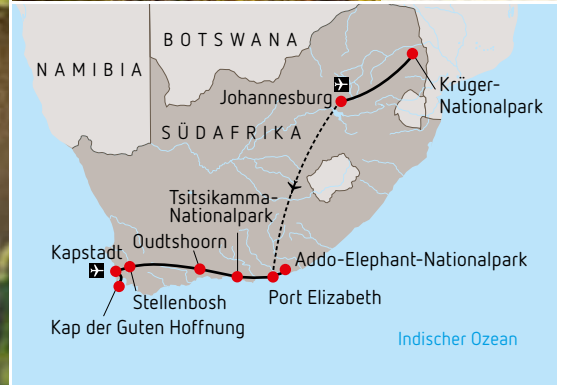 BOTSWANA
NAMIBIA
Johannesburg
Krüger-
Nationalpark
SÜDAFRIKA
Tsitsikamma-
Nationalpark
Oudtshoorn
Kapstadt
Addo-Elephant-Nationalpark
Stellenbosh
Port Elizabeth
Kap der Guten Hoffnung
Indischer Ozean